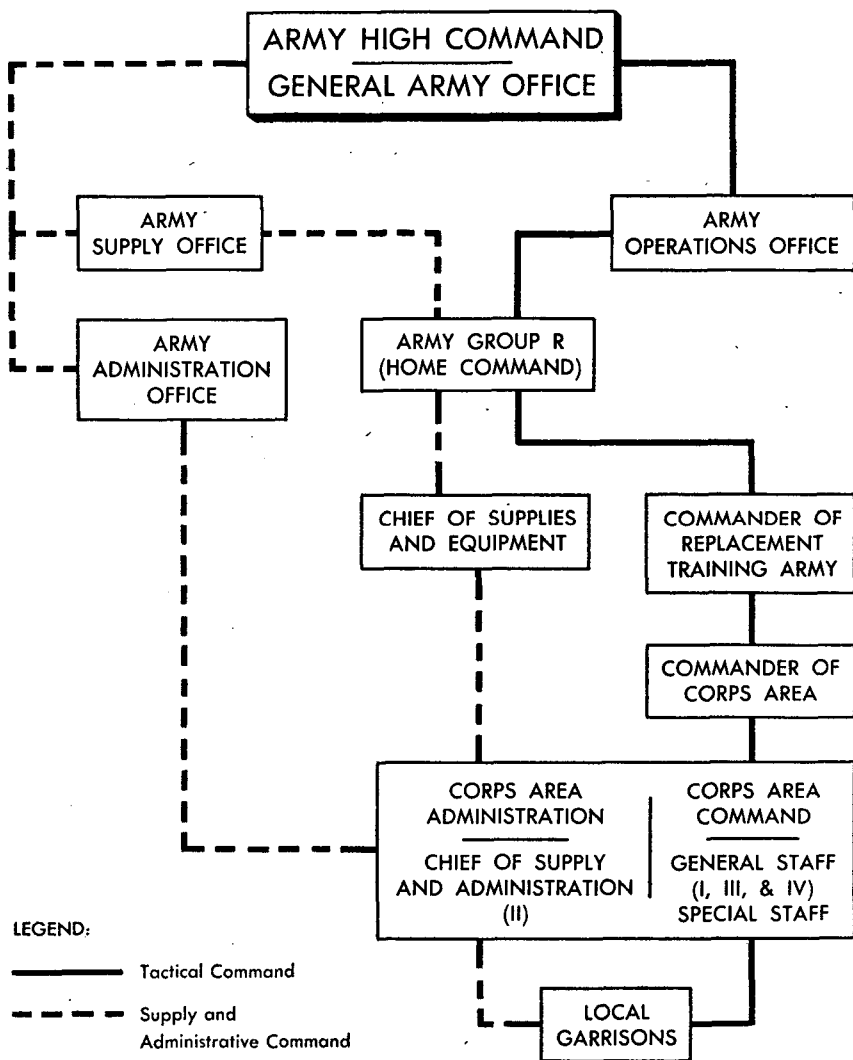 ARMY HIGH COMMAND
GENERAL ARMY OFFICE
ARMY
SUPPLY OFFICE
ARMY
OPERATIONS OFFICE
ARMY
ADMINISTRATION
OFFICE
ARMY GROUP R
(HOME COMMAND)
CHIEF OF SUPPLIES
AND EQUIPMENT
COMMANDER OF
REPLACEMENT
TRAINING ARMY
COMMANDER OF
CORPS AREA
CORPS AREA
ADMINISTRATION
CHIEF OF SUPPLY
AND ADMINISTRATION
(II)
CORPS AREA
COMMAND
GENERAL STAFF
(I, III, & IV)
SPECIAL STAFF
LOCAL
GARRISONS
LEGEND:
Tactical Command
Supply and
Administrative Command